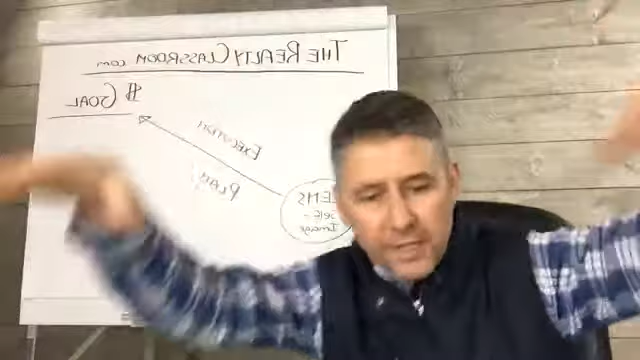 THE REALTY CLASSROOM.com
$ GOAL
EXECUTION
PLAN
Self-
Image